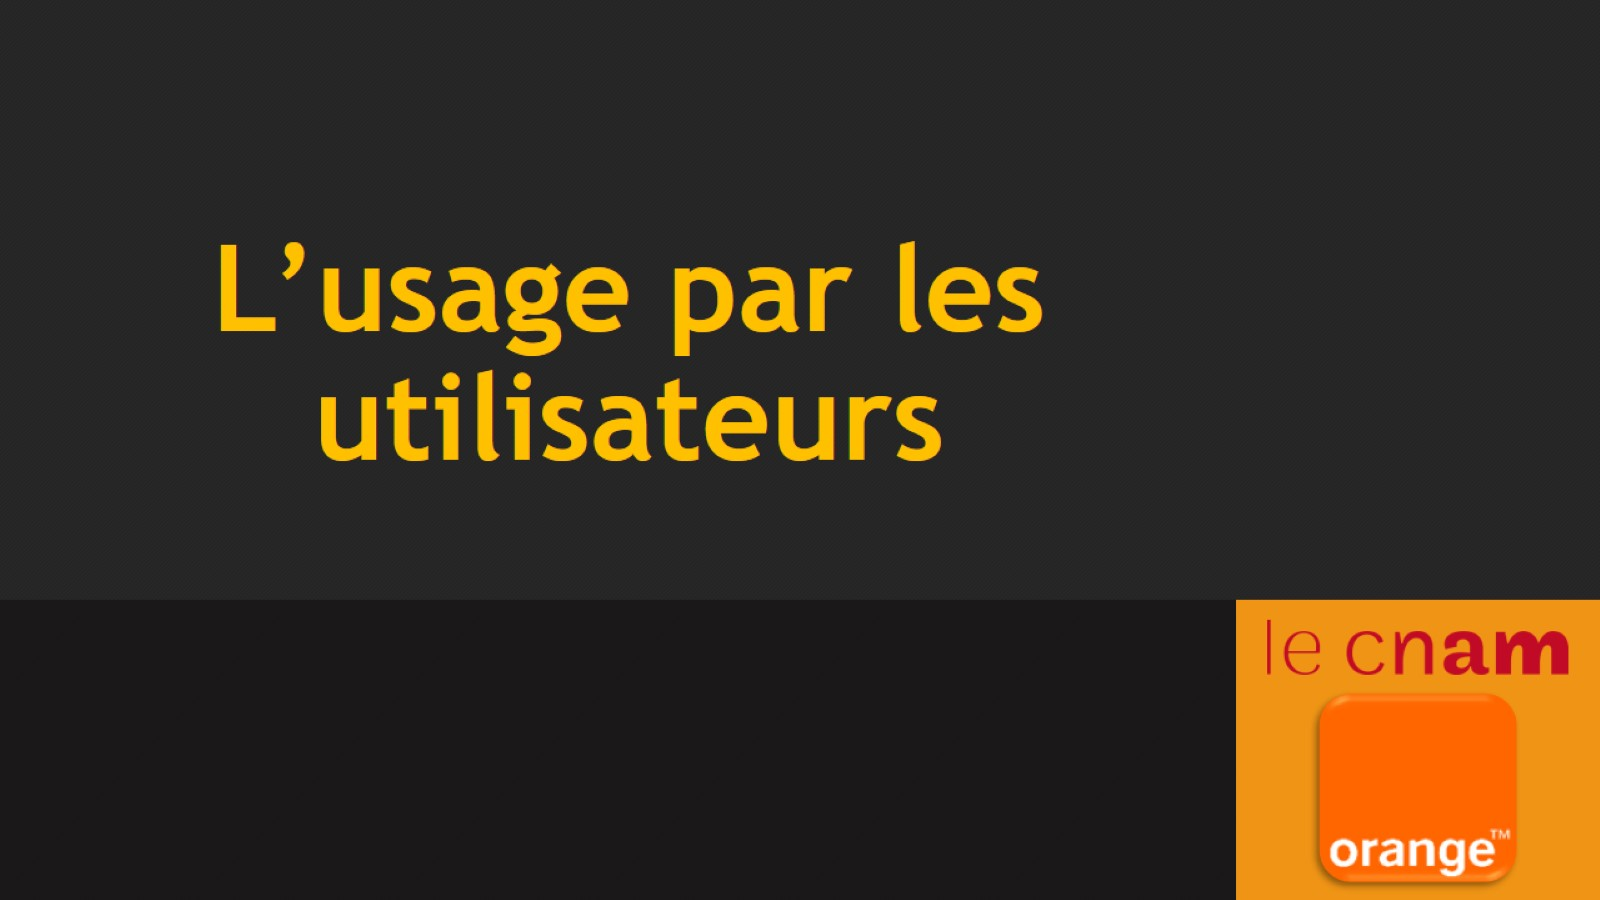 L’usage par les
utilisateurs
le cnam
orange™